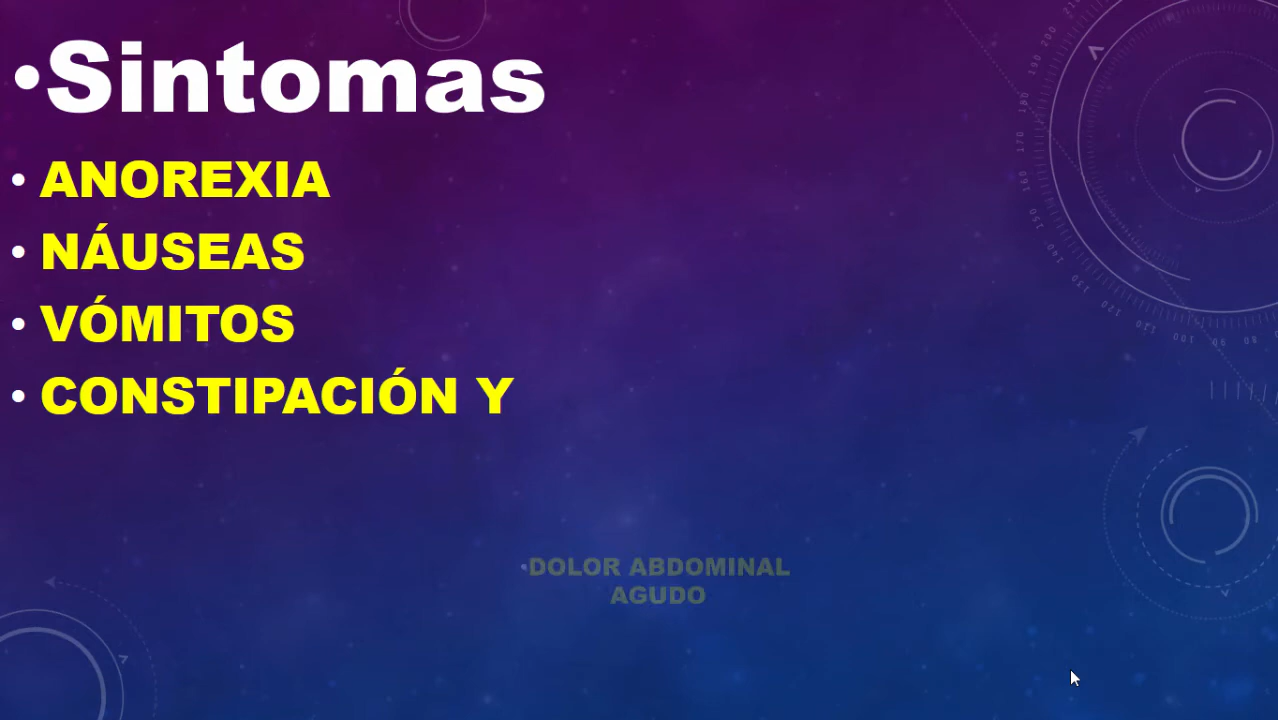 •Sintomas
• ANOREXIA
• NÁUSEAS
• VÓMITOS
• CONSTIPACIÓN Y
•DOLOR ABDOMINAL
AGUDO